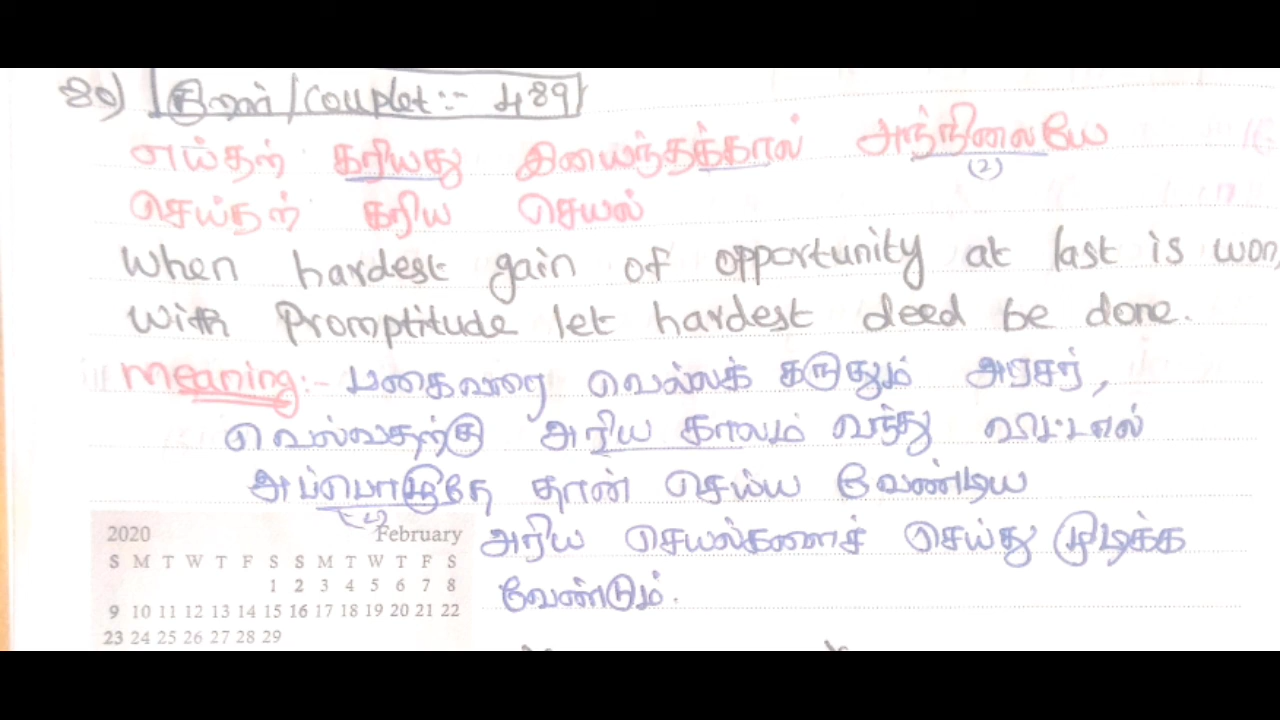 80) குறள் / Couplet :- 489
எய்தற் கரியது இயைந்தக்கால் அந்நிலையே
(2)
செய்தற் கரிய செயல்
When hardest gain of opportunity at last is won,
With Promptitude let hardest deed be done.
Meaning:- பகைவரை வெல்லக் கருதும் அரசர்,
வெல்வதற்கு அரிய காலம் வந்து விட்டால்
அப்பொழுதே தான் செய்ய வேண்டிய
அரிய செயல்களைச் செய்து முடிக்க
வேண்டும்.
2020 February
S M T W T F S S M T W T F S
1 2 3 4 5 6 7 8
9 10 11 12 13 14 15 16 17 18 19 20 21 22
23 24 25 26 27 28 29